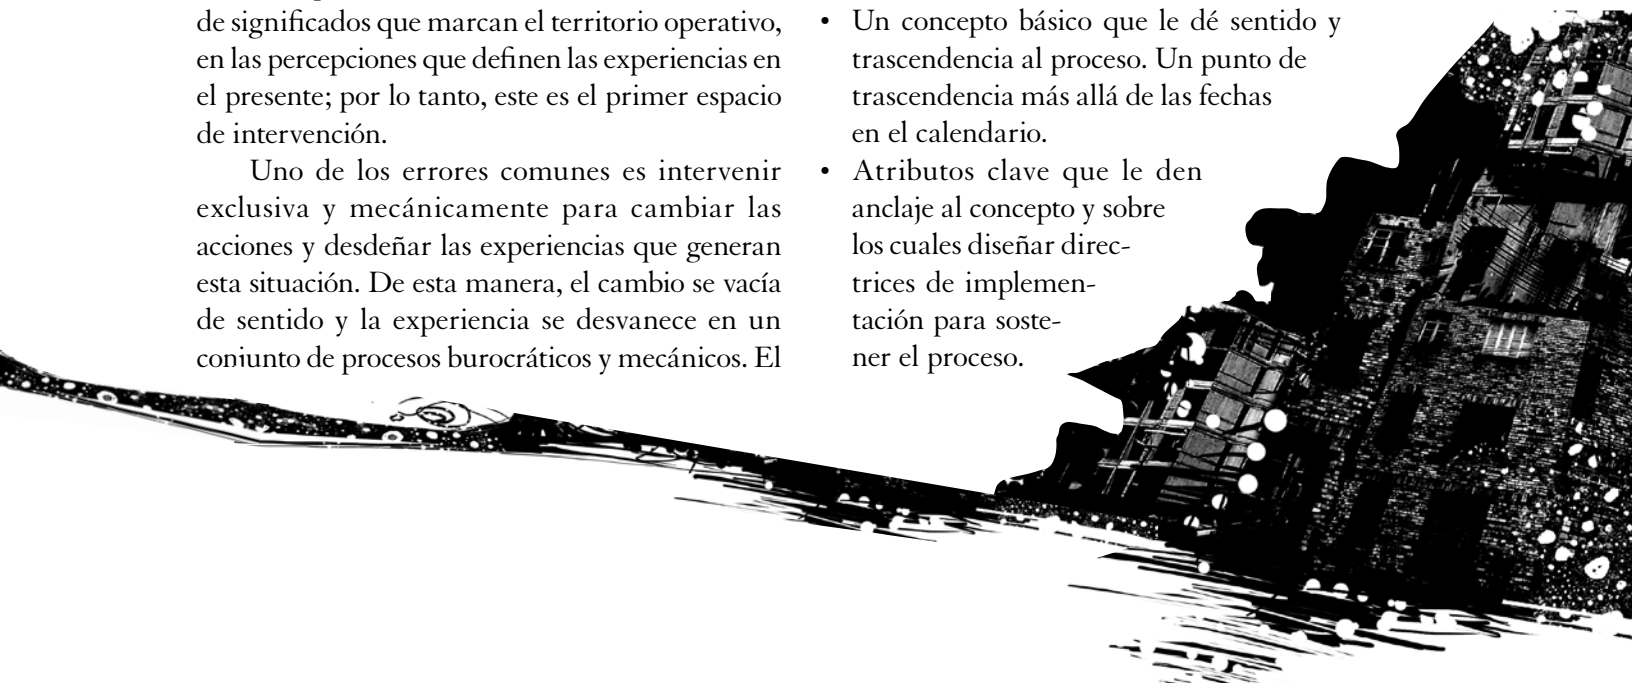 de significados que marcan el territorio operativo,
en las percepciones que definen las experiencias en
el presente; por lo tanto, este es el primer espacio
de intervención.
Uno de los errores comunes es intervenir
exclusiva y mecánicamente para cambiar las
acciones y desdeñar las experiencias que generan
esta situación. De esta manera, el cambio se vacía
de sentido y la experiencia se desvanece en un
conjunto de procesos burocráticos y mecánicos. El
• Un concepto básico que le dé sentido y
trascendencia al proceso. Un punto de
trascendencia más allá de las fechas
en el calendario.
• Atributos clave que le den
anclaje al concepto y sobre
los cuales diseñar direc-
trices de implemen-
tación para soste-
ner el proceso.